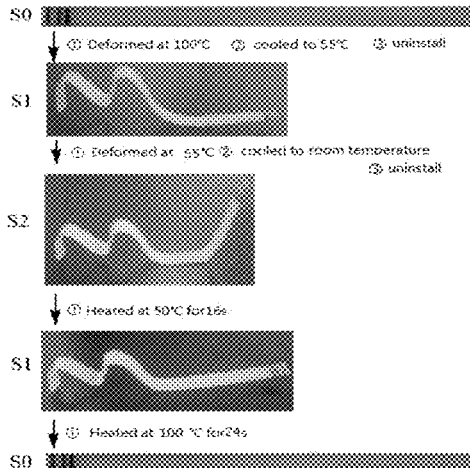 S0
① Deformed at 100℃ ② cooled to 55℃ ③ uninstall
S1
① Deformed at 55℃ ② cooled to room temperature
③ uninstall
S2
① Heated at 50℃ for16s
S1
① Heated at 100 ℃ for24s
S0